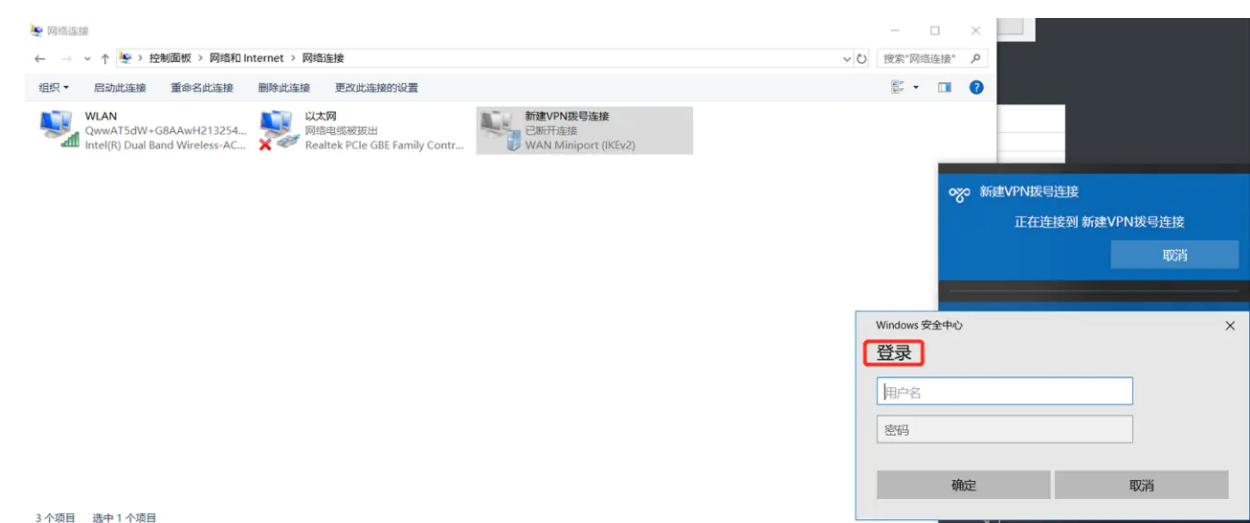 网络连接
控制面板 › 网络和 Internet › 网络连接
搜索"网络连接"
组织 启动此连接 重命名此连接 删除此连接 更改此连接的设置
WLAN
QwwAT5dW+G8AAwH213254...
Intel(R) Dual Band Wireless-AC...
以太网
网络电缆被拔出
Realtek PCIe GBE Family Contr...
新建VPN拨号连接
已断开连接
WAN Miniport (IKEv2)
新建VPN拨号连接
正在连接到 新建VPN拨号连接
取消
Windows 安全中心
登录
用户名
密码
确定 取消
3 个项目 选中 1 个项目